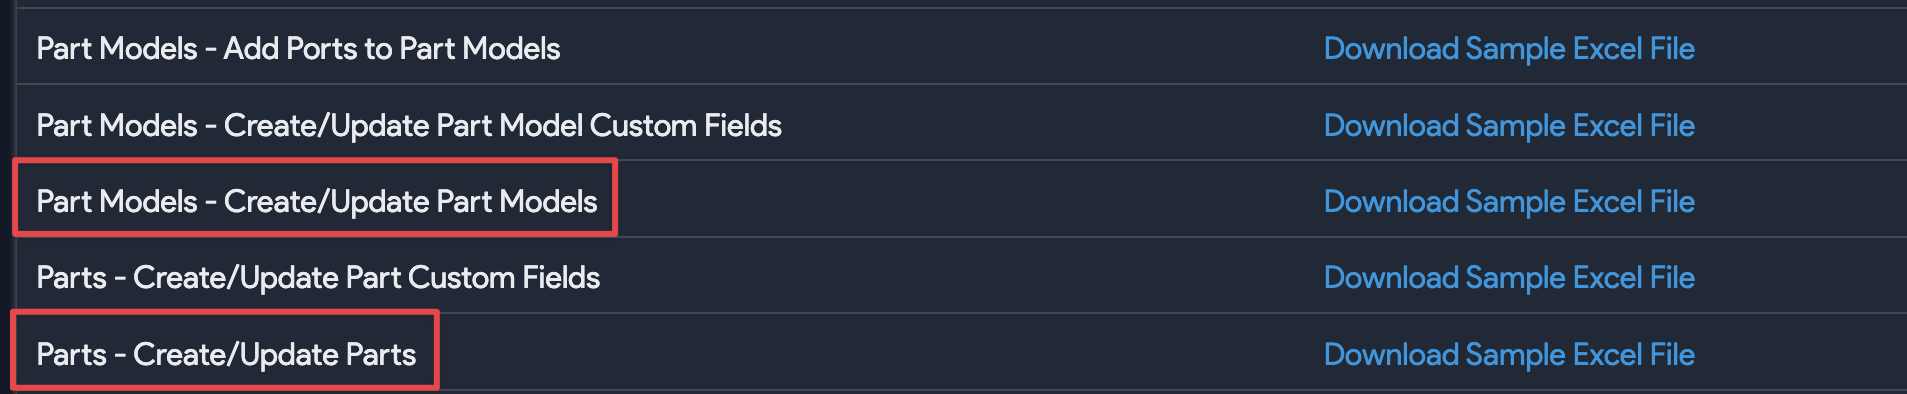 Part Models - Add Ports to Part Models Download Sample Excel File
Part Models - Create/Update Part Model Custom Fields Download Sample Excel File
Part Models - Create/Update Part Models Download Sample Excel File
Parts - Create/Update Part Custom Fields Download Sample Excel File
Parts - Create/Update Parts Download Sample Excel File